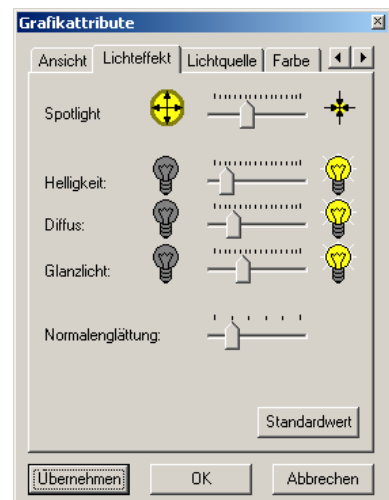 Grafikattribute
Ansicht Lichteffekt Lichtquelle Farbe
Spotlight
Helligkeit:
Diffus:
Glanzlicht:
Normalenglättung:
Standardwert
Übernehmen OK Abbrechen